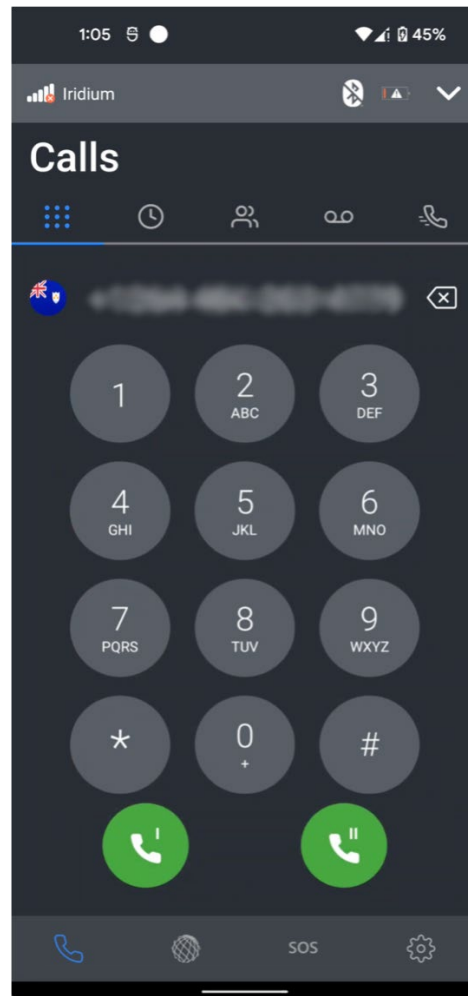 1:05 45%
Iridium
Calls
1 2 3
ABC DEF
4 5 6
GHI JKL MNO
7 8 9
PQRS TUV WXYZ
* 0 #
+
I II
SOS